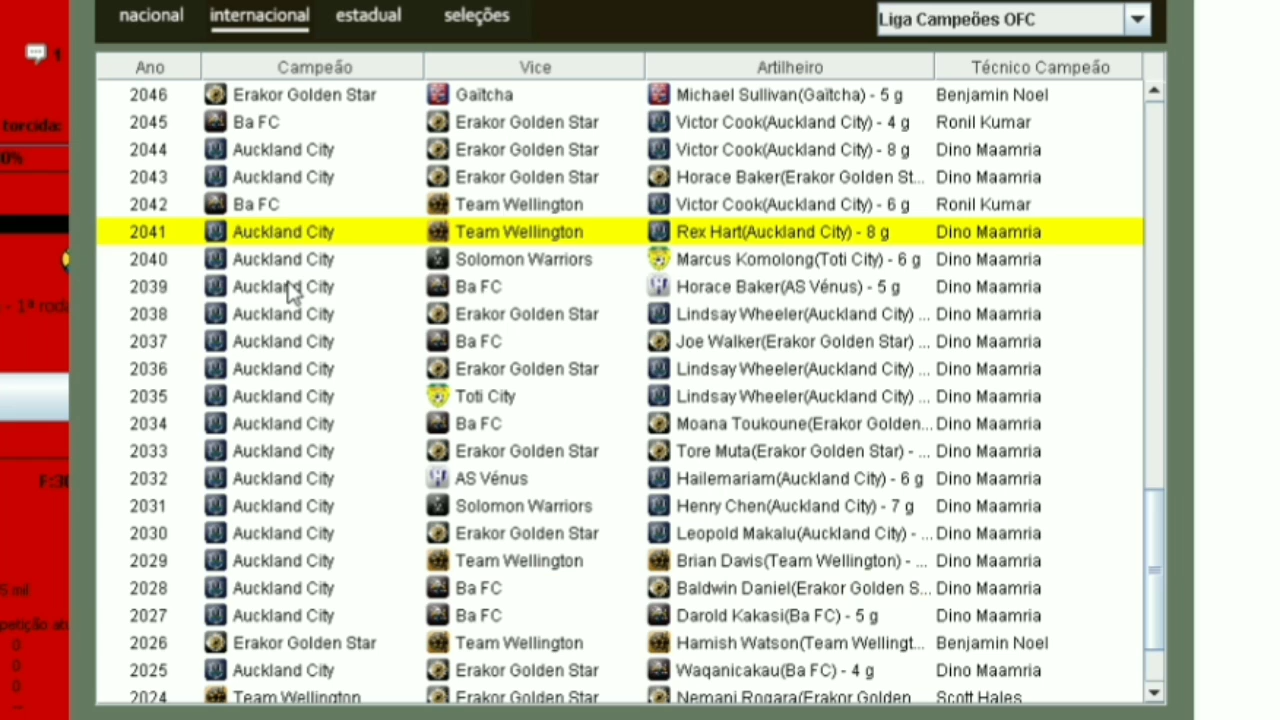 nacional internacional estadual seleções Liga Campeões OFC
1
torcida:
0%
- 1ª roda
F:30
5 mil
petição atu
0
0
0
Ano Campeão Vice Artilheiro Técnico Campeão
2046 Erakor Golden Star Gaïtcha Michael Sullivan(Gaïtcha) - 5 g Benjamin Noel
2045 Ba FC Erakor Golden Star Victor Cook(Auckland City) - 4 g Ronil Kumar
2044 Auckland City Erakor Golden Star Victor Cook(Auckland City) - 8 g Dino Maamria
2043 Auckland City Erakor Golden Star Horace Baker(Erakor Golden St... Dino Maamria
2042 Ba FC Team Wellington Victor Cook(Auckland City) - 6 g Ronil Kumar
2041 Auckland City Team Wellington Rex Hart(Auckland City) - 8 g Dino Maamria
2040 Auckland City Solomon Warriors Marcus Komolong(Toti City) - 6 g Dino Maamria
2039 Auckland City Ba FC Horace Baker(AS Vénus) - 5 g Dino Maamria
2038 Auckland City Erakor Golden Star Lindsay Wheeler(Auckland City) ... Dino Maamria
2037 Auckland City Ba FC Joe Walker(Erakor Golden Star) ... Dino Maamria
2036 Auckland City Erakor Golden Star Lindsay Wheeler(Auckland City) ... Dino Maamria
2035 Auckland City Toti City Lindsay Wheeler(Auckland City) ... Dino Maamria
2034 Auckland City Ba FC Moana Toukoune(Erakor Golden... Dino Maamria
2033 Auckland City Erakor Golden Star Tore Muta(Erakor Golden Star) - ... Dino Maamria
2032 Auckland City AS Vénus Hailemariam(Auckland City) - 6 g Dino Maamria
2031 Auckland City Solomon Warriors Henry Chen(Auckland City) - 7 g Dino Maamria
2030 Auckland City Erakor Golden Star Leopold Makalu(Auckland City) - ... Dino Maamria
2029 Auckland City Team Wellington Brian Davis(Team Wellington) - ... Dino Maamria
2028 Auckland City Ba FC Baldwin Daniel(Erakor Golden S... Dino Maamria
2027 Auckland City Ba FC Darold Kakasi(Ba FC) - 5 g Dino Maamria
2026 Erakor Golden Star Team Wellington Hamish Watson(Team Wellingt... Benjamin Noel
2025 Auckland City Erakor Golden Star Waqanicakau(Ba FC) - 4 g Dino Maamria
2024 Team Wellington Erakor Golden Star Nemani Rogara(Erakor Golden Scott Hales